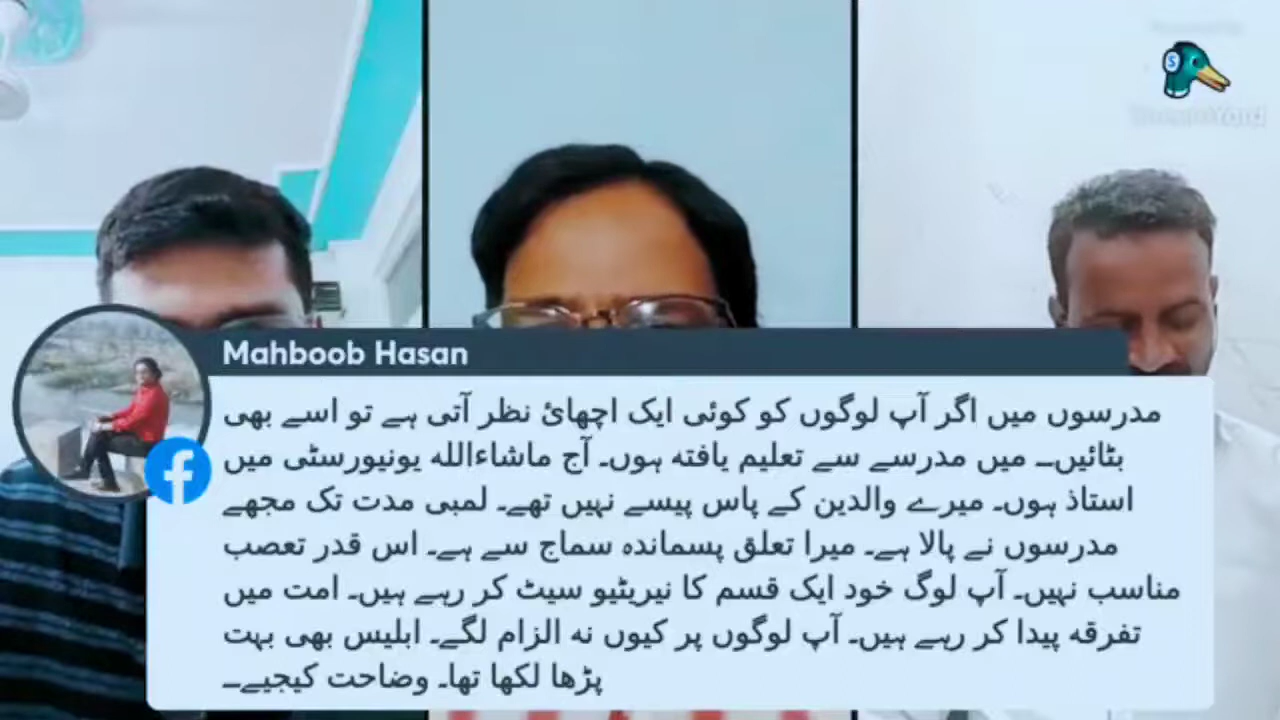 Mahboob Hasan
مدرسوں میں اگر آپ لوگوں کو کوئی ایک اچھائ نظر آتی ہے تو اسے بھی
بتائیں۔۔ میں مدرسے سے تعلیم یافتہ ہوں۔ آج ماشاءاللہ یونیورسٹی میں
استاذ ہوں۔ میرے والدین کے پاس پیسے نہیں تھے۔ لمبی مدت تک مجھے
مدرسوں نے پالا ہے۔ میرا تعلق پسماندہ سماج سے ہے۔ اس قدر تعصب
مناسب نہیں۔ آپ لوگ خود ایک قسم کا نیریٹیو سیٹ کر رہے ہیں۔ امت میں
تفرقہ پیدا کر رہے ہیں۔ آپ لوگوں پر کیوں نہ الزام لگے۔ ابلیس بھی بہت
پڑھا لکھا تھا۔ وضاحت کیجیے۔۔